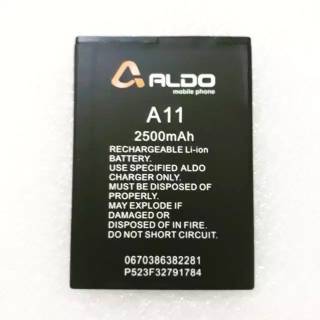 ALDO
mobile phone
A11
2500mAh
RECHARGEABLE Li-ion
BATTERY.
USE SPECIFIED ALDO
CHARGER ONLY.
MUST BE DISPOSED OF
PROPERLY.
MAY EXPLODE IF
DAMAGED OR
DISPOSED OF IN FIRE.
DO NOT SHORT CIRCUIT.
0670386382281
P523F32791784